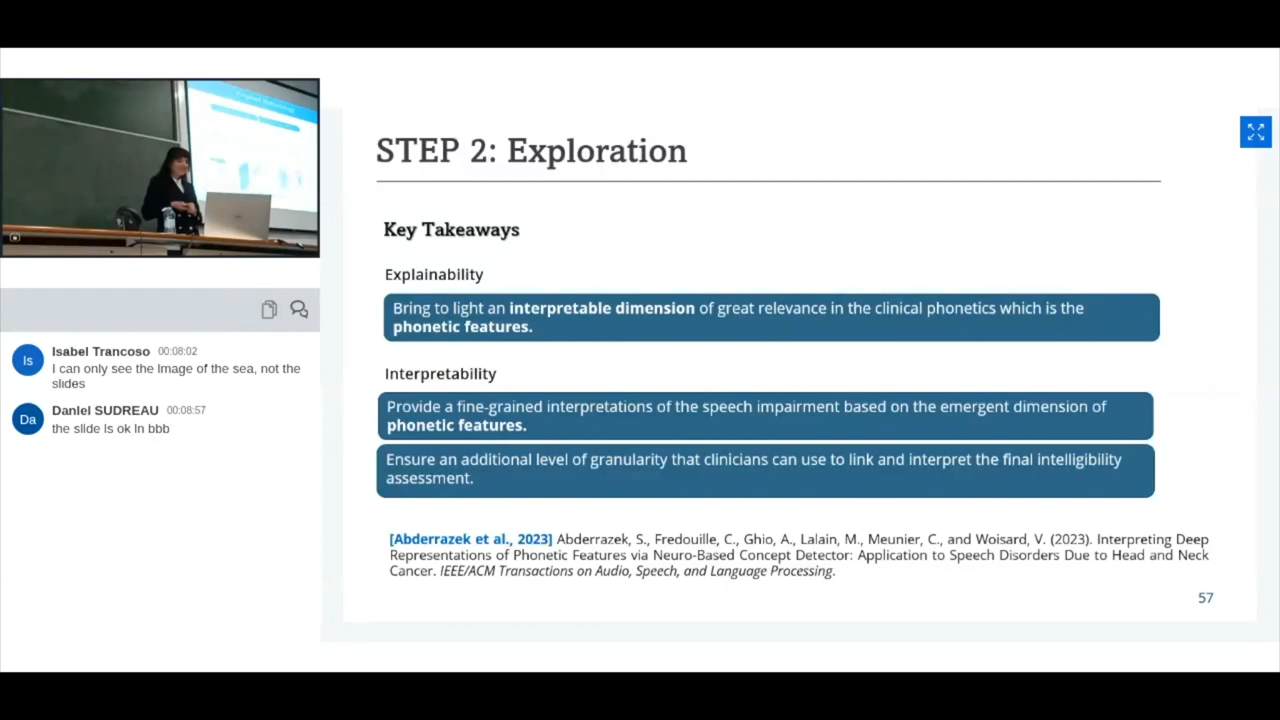 STEP 2: Exploration
Key Takeaways
Explainability
Bring to light an interpretable dimension of great relevance in the clinical phonetics which is the
phonetic features.
Interpretability
Provide a fine-grained interpretations of the speech impairment based on the emergent dimension of
phonetic features.
Ensure an additional level of granularity that clinicians can use to link and interpret the final intelligibility
assessment.
[Abderrazek et al., 2023] Abderrazek, S., Fredouille, C., Ghio, A., Lalain, M., Meunier, C., and Woisard, V. (2023). Interpreting Deep
Representations of Phonetic Features via Neuro-Based Concept Detector: Application to Speech Disorders Due to Head and Neck
Cancer. IEEE/ACM Transactions on Audio, Speech, and Language Processing.
57
Is
Isabel Trancoso 00:08:02
I can only see the Image of the sea, not the
slides
Da
Daniel SUDREAU 00:08:57
the slide is ok in bbb